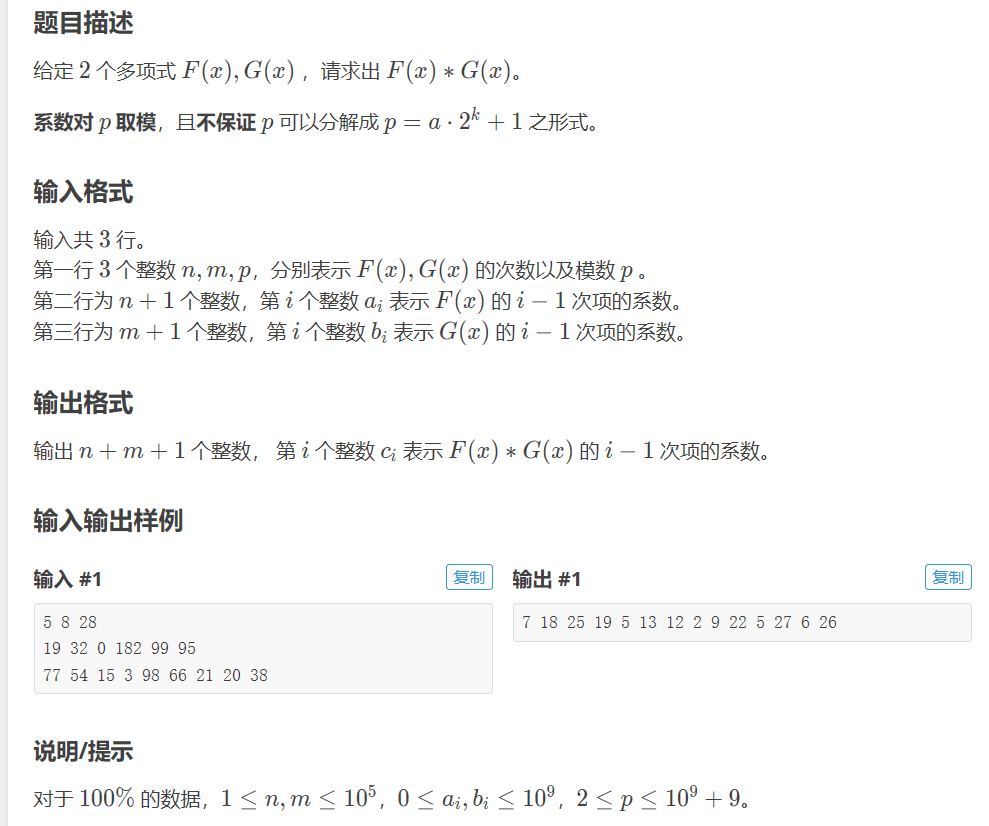 题目描述
给定 2 个多项式 F(x), G(x) ，请求出 F(x) * G(x)。
系数对 p 取模，且不保证 p 可以分解成 p = a · 2^k + 1 之形式。
输入格式
输入共 3 行。
第一行 3 个整数 n, m, p，分别表示 F(x), G(x) 的次数以及模数 p 。
第二行为 n + 1 个整数，第 i 个整数 a_i 表示 F(x) 的 i − 1 次项的系数。
第三行为 m + 1 个整数，第 i 个整数 b_i 表示 G(x) 的 i − 1 次项的系数。
输出格式
输出 n + m + 1 个整数， 第 i 个整数 c_i 表示 F(x) * G(x) 的 i − 1 次项的系数。
输入输出样例
输入 #1
复制
5 8 28
19 32 0 182 99 95
77 54 15 3 98 66 21 20 38
输出 #1
复制
7 18 25 19 5 13 12 2 9 22 5 27 6 26
说明/提示
对于 100% 的数据，1 ≤ n, m ≤ 10^5，0 ≤ a_i, b_i ≤ 10^9，2 ≤ p ≤ 10^9 + 9。